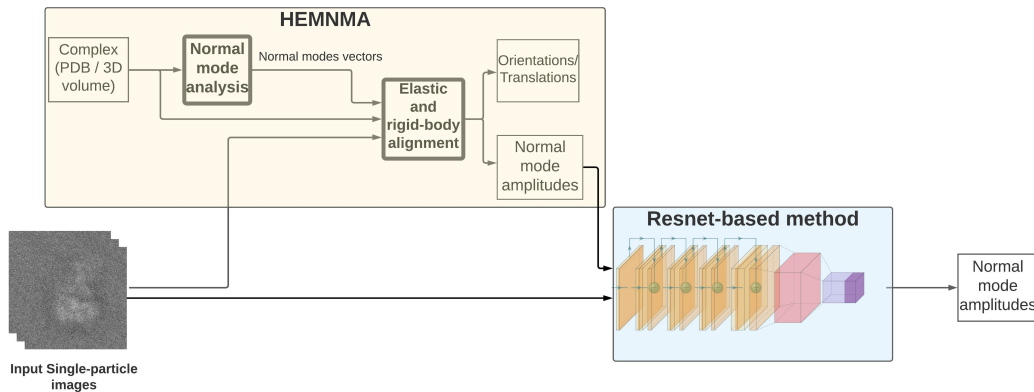 HEMNMA
Complex
(PDB / 3D
volume)
Normal
mode
analysis
Normal modes vectors
Elastic
and
rigid-body
alignment
Orientations/
Translations
Normal
mode
amplitudes
Resnet-based method
Normal
mode
amplitudes
Input Single-particle
images